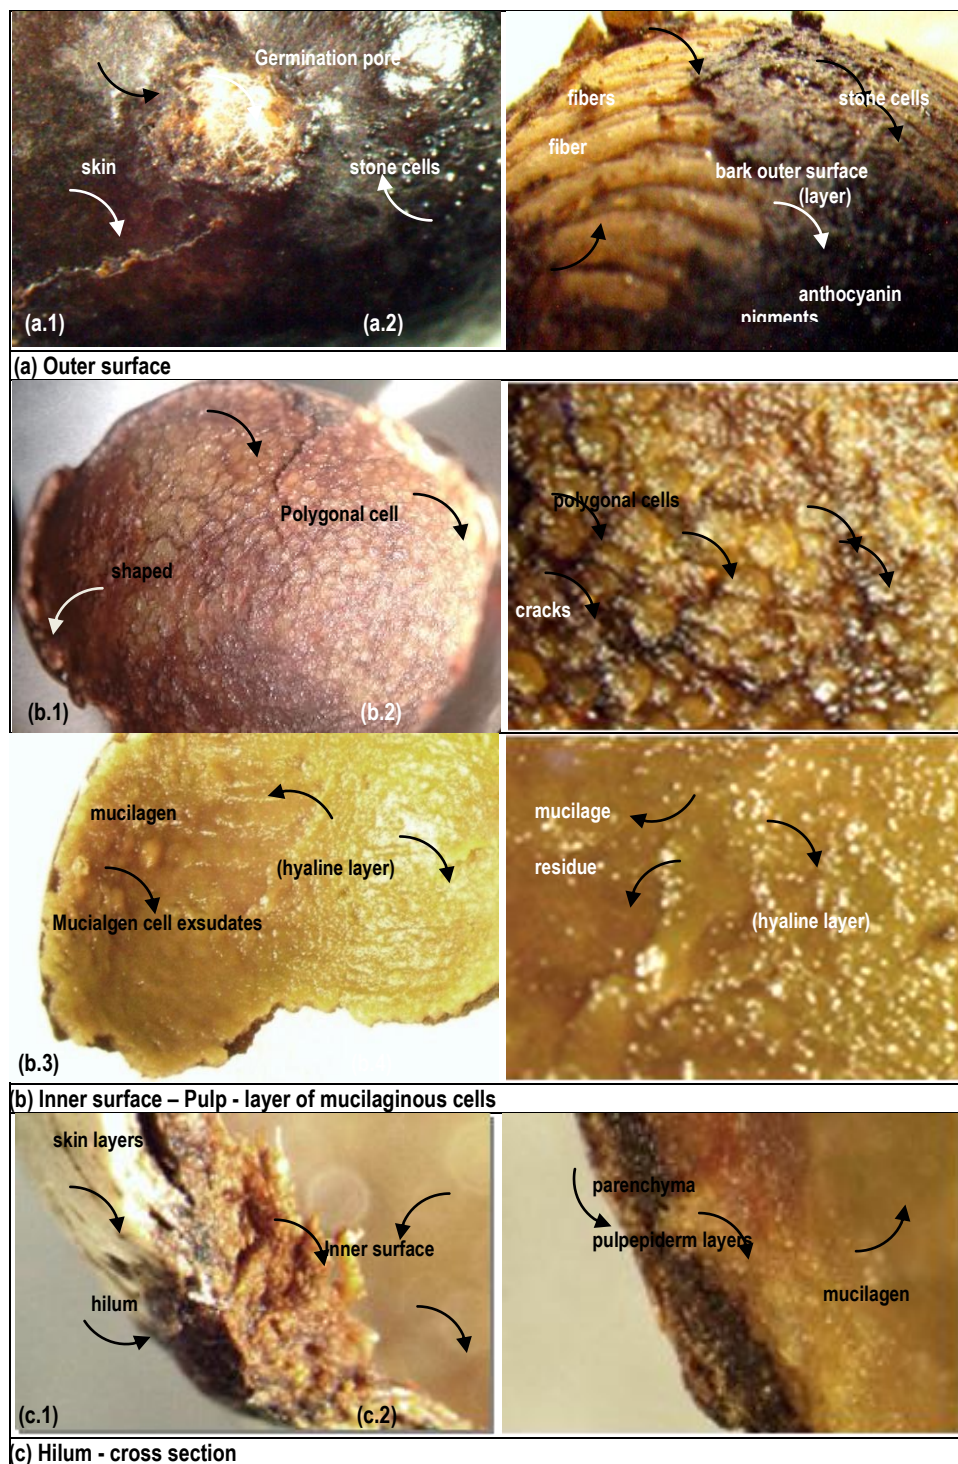 Germination pore
skin
stone cells
(a.1)
(a.2)
fibers
stone cells
fiber
bark outer surface
(layer)
anthocyanin
pigments
(a) Outer surface
Polygonal cell
shaped
(b.1)
(b.2)
polygonal cells
cracks
mucilagen
(hyaline layer)
Mucialgen cell exsudates
(b.3)
mucilage
residue
(hyaline layer)
(b) Inner surface – Pulp - layer of mucilaginous cells
skin layers
Inner surface
hilum
(c.1)
(c.2)
parenchyma
pulpepiderm layers
mucilagen
(c) Hilum - cross section